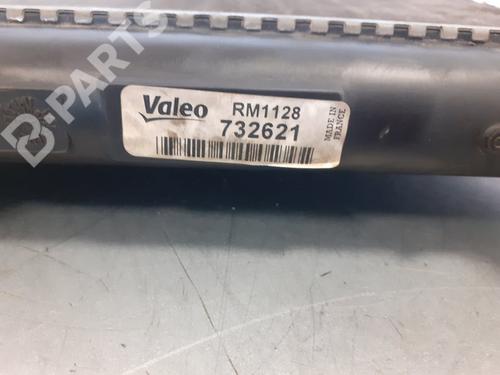 B-PARTS
Valeo RM1128
732621
MADE IN
FRANCE